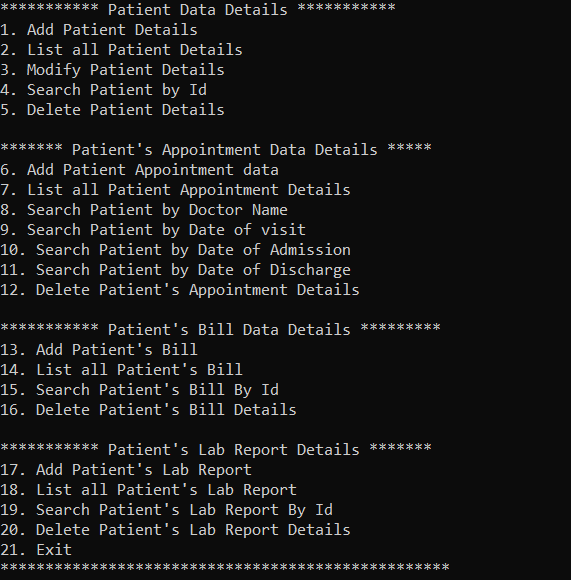 *********** Patient Data Details ***********
1. Add Patient Details
2. List all Patient Details
3. Modify Patient Details
4. Search Patient by Id
5. Delete Patient Details

******* Patient's Appointment Data Details *****
6. Add Patient Appointment data
7. List all Patient Appointment Details
8. Search Patient by Doctor Name
9. Search Patient by Date of visit
10. Search Patient by Date of Admission
11. Search Patient by Date of Discharge
12. Delete Patient's Appointment Details

*********** Patient's Bill Data Details *********
13. Add Patient's Bill
14. List all Patient's Bill
15. Search Patient's Bill By Id
16. Delete Patient's Bill Details

*********** Patient's Lab Report Details *******
17. Add Patient's Lab Report
18. List all Patient's Lab Report
19. Search Patient's Lab Report By Id
20. Delete Patient's Lab Report Details
21. Exit
**************************************************